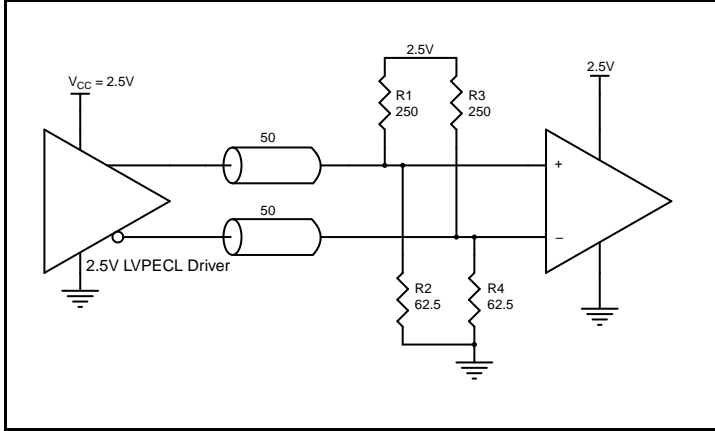 2.5V
V_CC = 2.5V
2.5V
R1
250
R3
250
50
+
50
–
2.5V LVPECL Driver
R2
62.5
R4
62.5